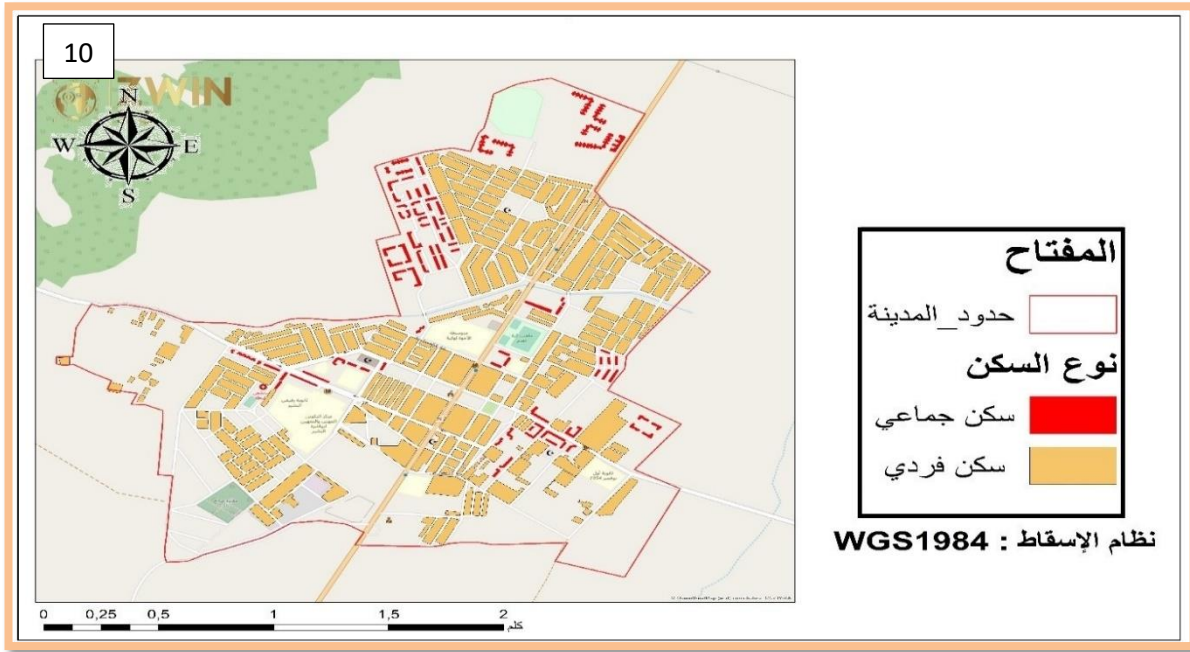 10
ZWIN
N
W
E
S
المفتاح
حدود_المدينة
نوع السكن
سكن جماعي
سكن فردي
نظام الإسقاط : WGS1984
0 0,25 0,5 1 1,5 2
كلم